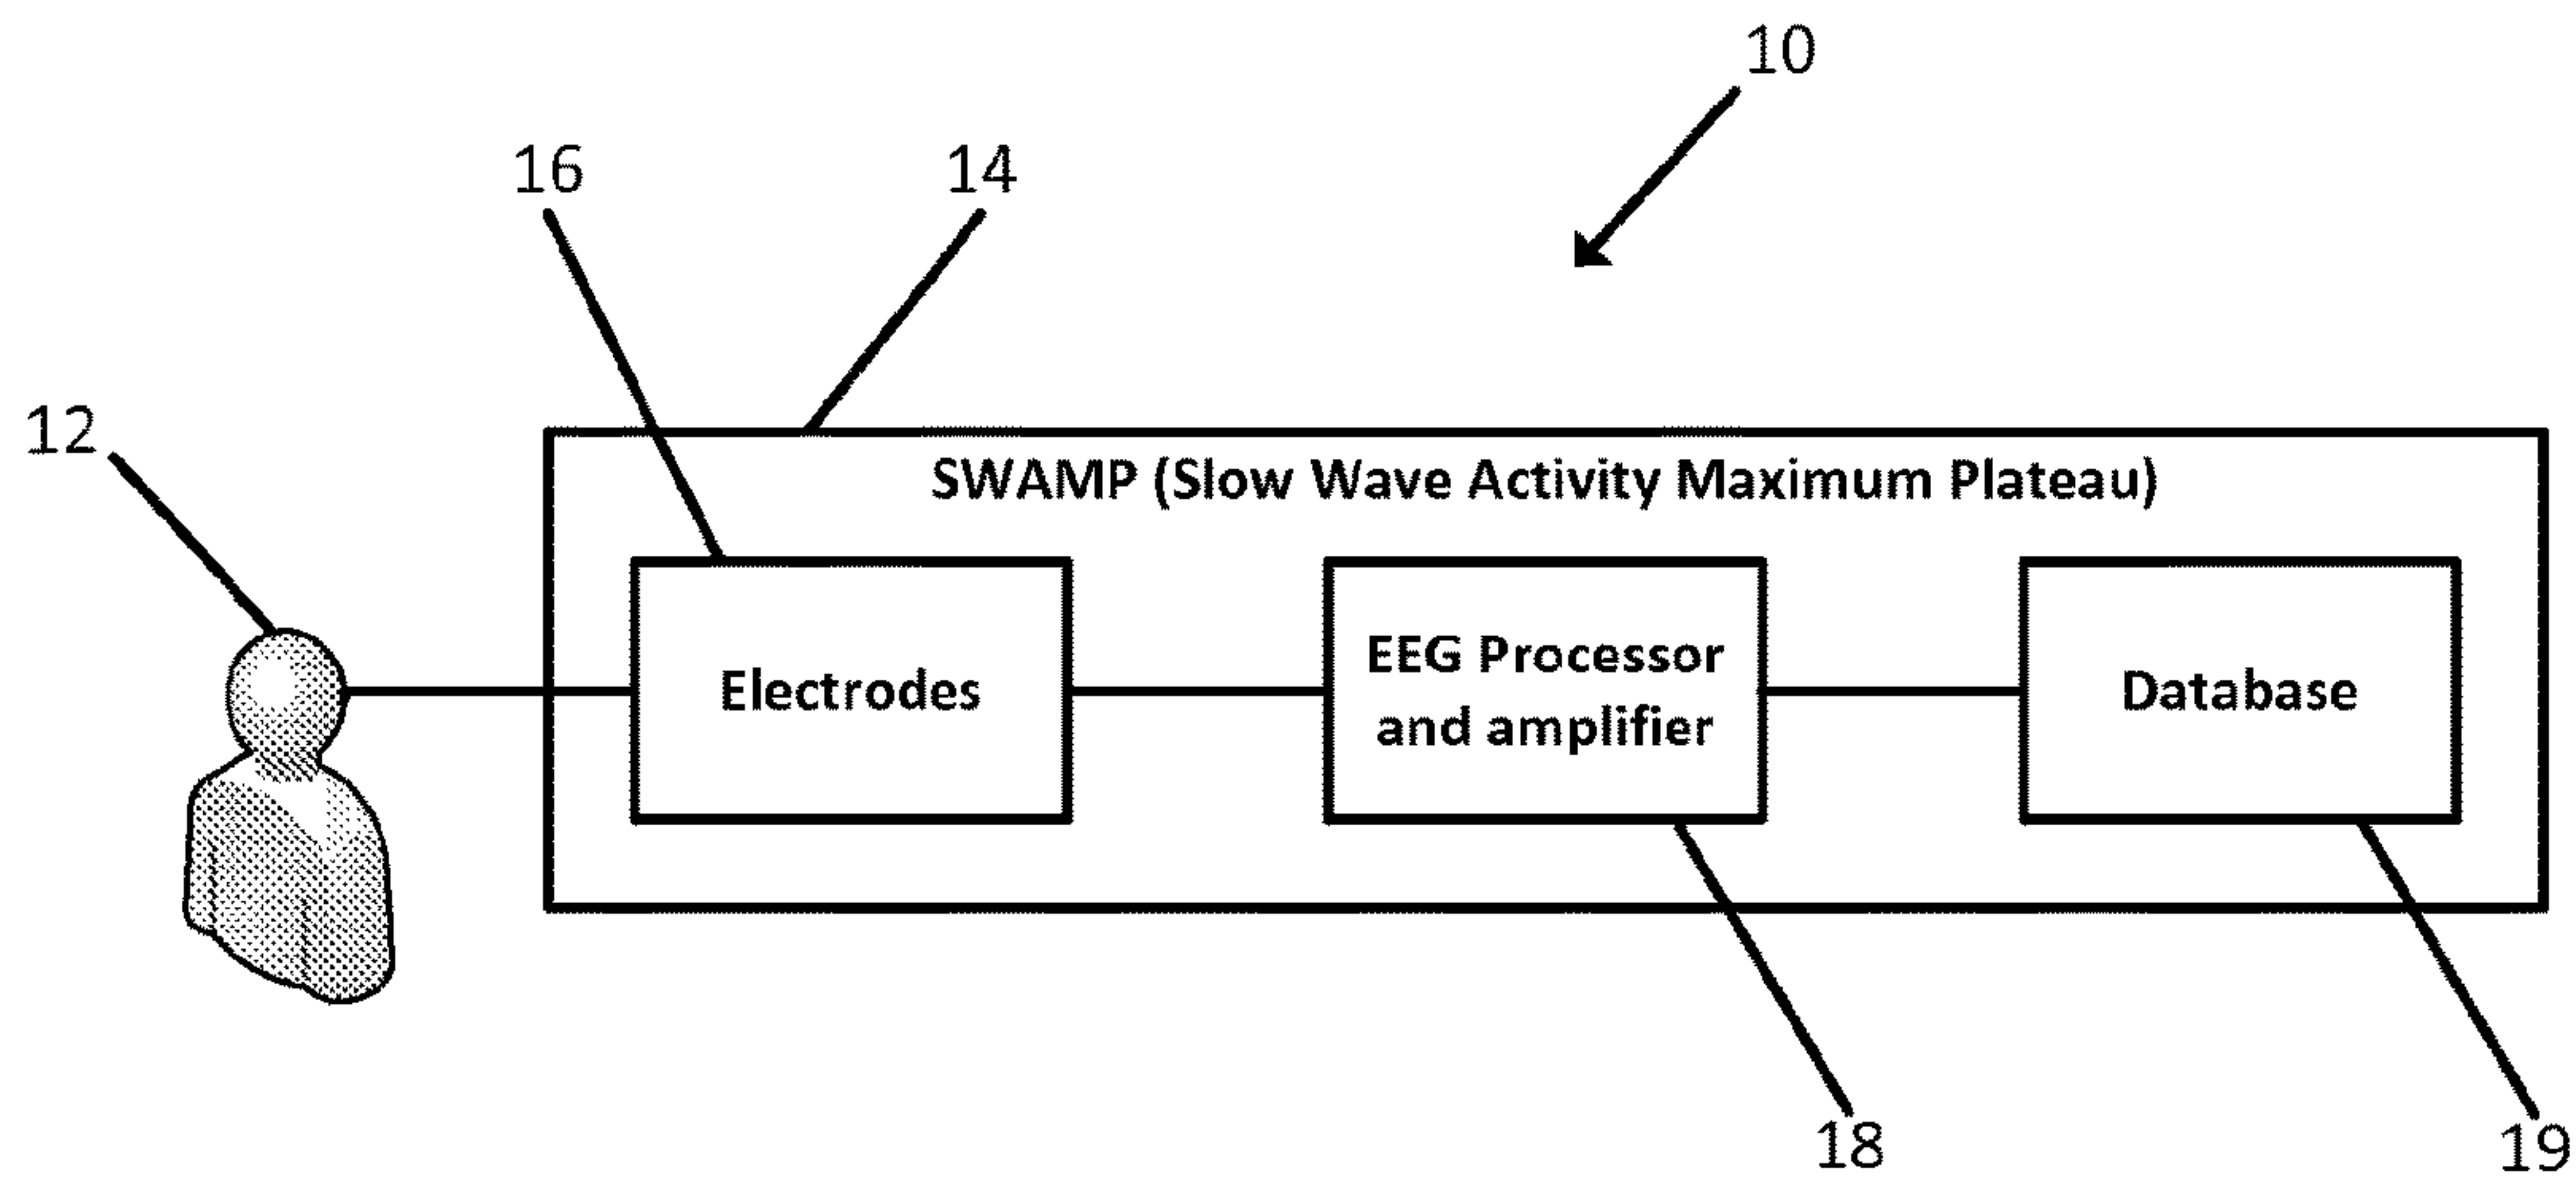 10
16
14
12
SWAMP (Slow Wave Activity Maximum Plateau)
Electrodes
EEG Processor
and amplifier
Database
18
19